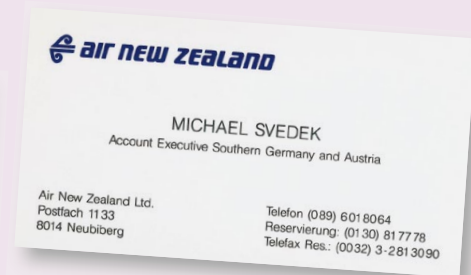 air new zealand
MICHAEL SVEDEK
Account Executive Southern Germany and Austria
Air New Zealand Ltd.
Postfach 1133
8014 Neubiberg
Telefon (089) 6018064
Reservierung: (0130) 817778
Telefax Res.: (0032) 3-2813090